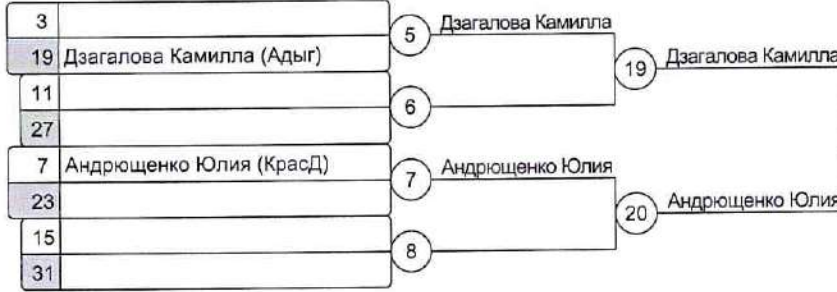 3
5 Дзагалова Камилла
19 Дзагалова Камилла (Адыг)
19 Дзагалова Камилла
11
6
27
7 Андрющенко Юлия (КрасД)
7 Андрющенко Юлия
23
20 Андрющенко Юлия
15
8
31